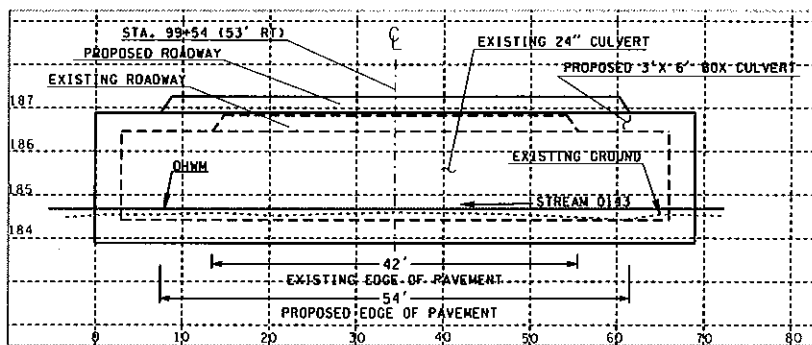 STA. 99+54 (53' RT)
℄
EXISTING 24" CULVERT
PROPOSED ROADWAY
PROPOSED 3'X 6' BOX CULVERT
EXISTING ROADWAY
187
186
OHWM
EXISTING GROUND
185
STREAM 0143
184
42'
EXISTING EDGE OF PAVEMENT
54'
PROPOSED EDGE OF PAVEMENT
0 10 20 30 40 50 60 70 80